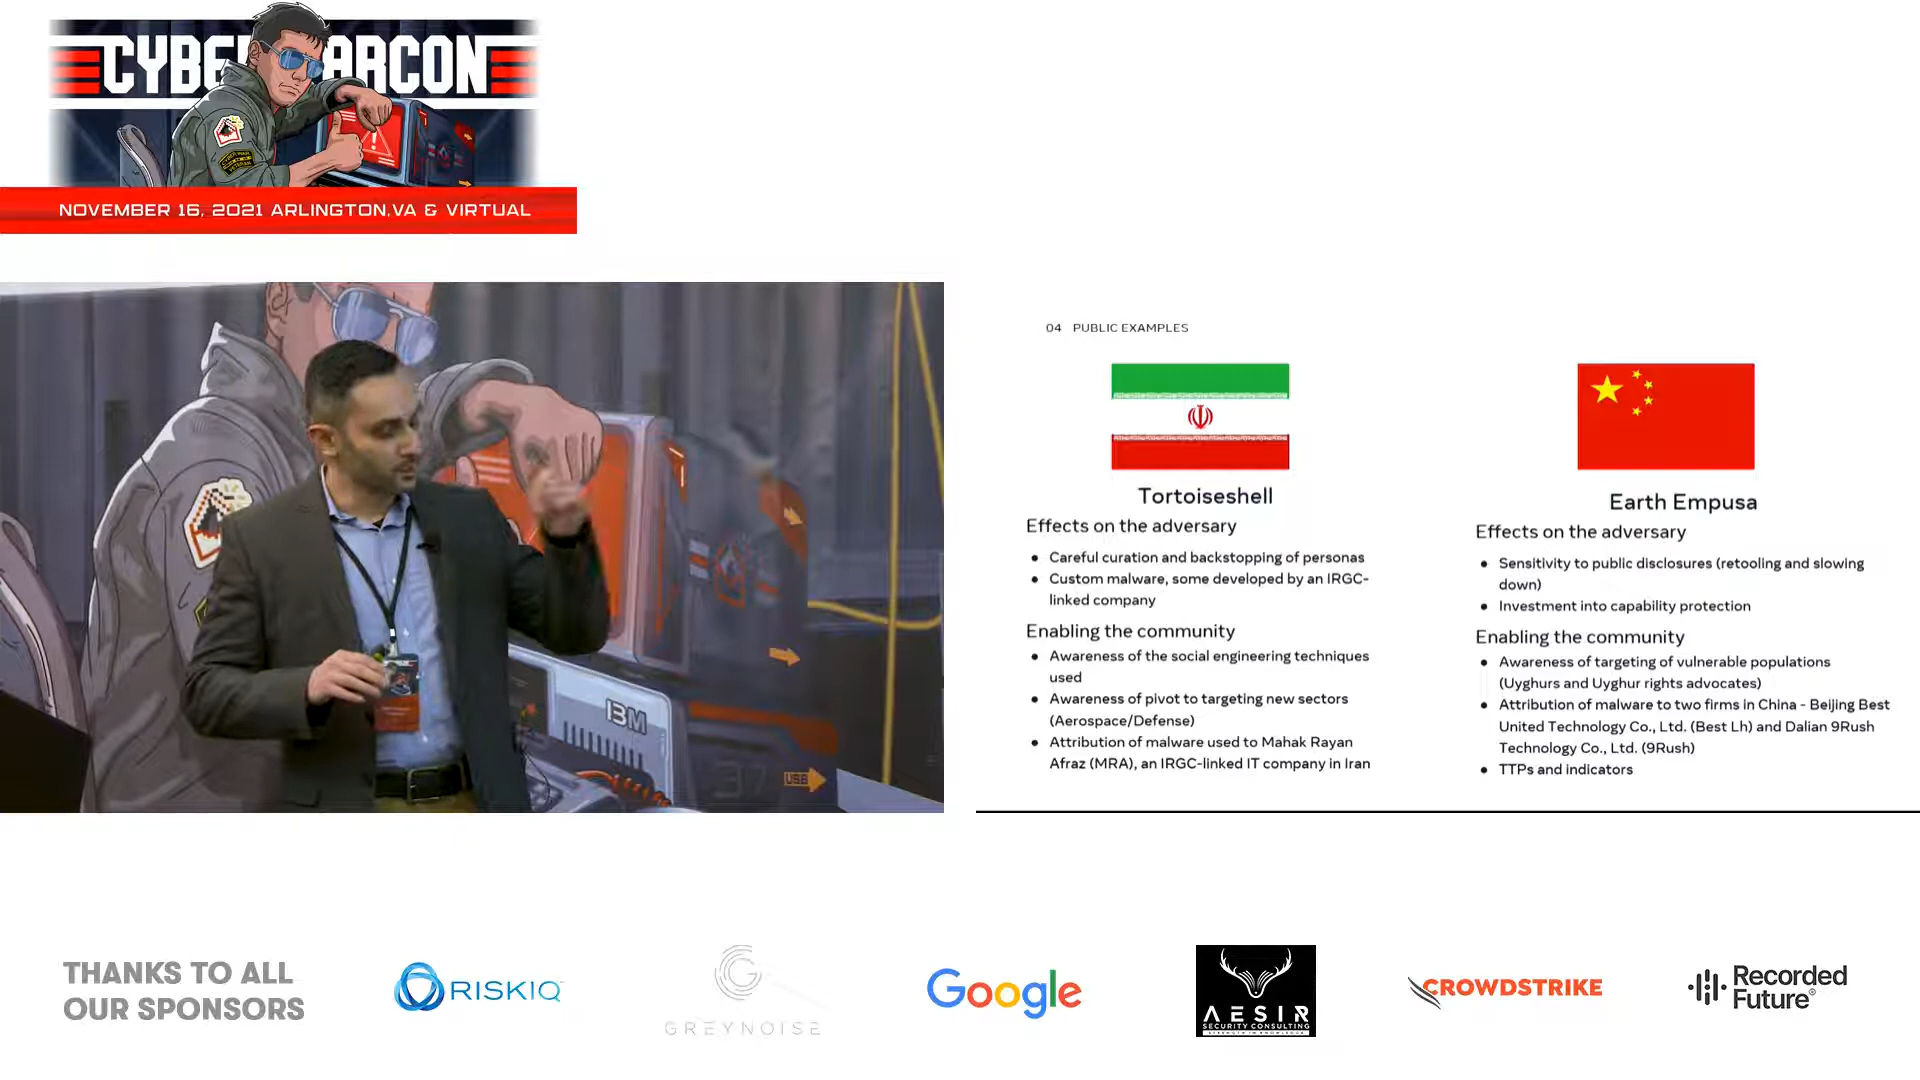 CYBE ARCON
NOVEMBER 16, 2021 ARLINGTON,VA & VIRTUAL
I3M
USB
04 PUBLIC EXAMPLES
Tortoiseshell
Effects on the adversary
● Careful curation and backstopping of personas
● Custom malware, some developed by an IRGC-
linked company
Enabling the community
● Awareness of the social engineering techniques
used
● Awareness of pivot to targeting new sectors
(Aerospace/Defense)
● Attribution of malware used to Mahak Rayan
Afraz (MRA), an IRGC-linked IT company in Iran
Earth Empusa
Effects on the adversary
● Sensitivity to public disclosures (retooling and slowing
down)
● Investment into capability protection
Enabling the community
● Awareness of targeting of vulnerable populations
(Uyghurs and Uyghur rights advocates)
● Attribution of malware to two firms in China - Beijing Best
United Technology Co., Ltd. (Best Lh) and Dalian 9Rush
Technology Co., Ltd. (9Rush)
● TTPs and indicators
THANKS TO ALL
OUR SPONSORS
RISKIQ
GREYNOISE
Google
AESIR
SECURITY CONSULTING
CROWDSTRIKE
Recorded
Future®